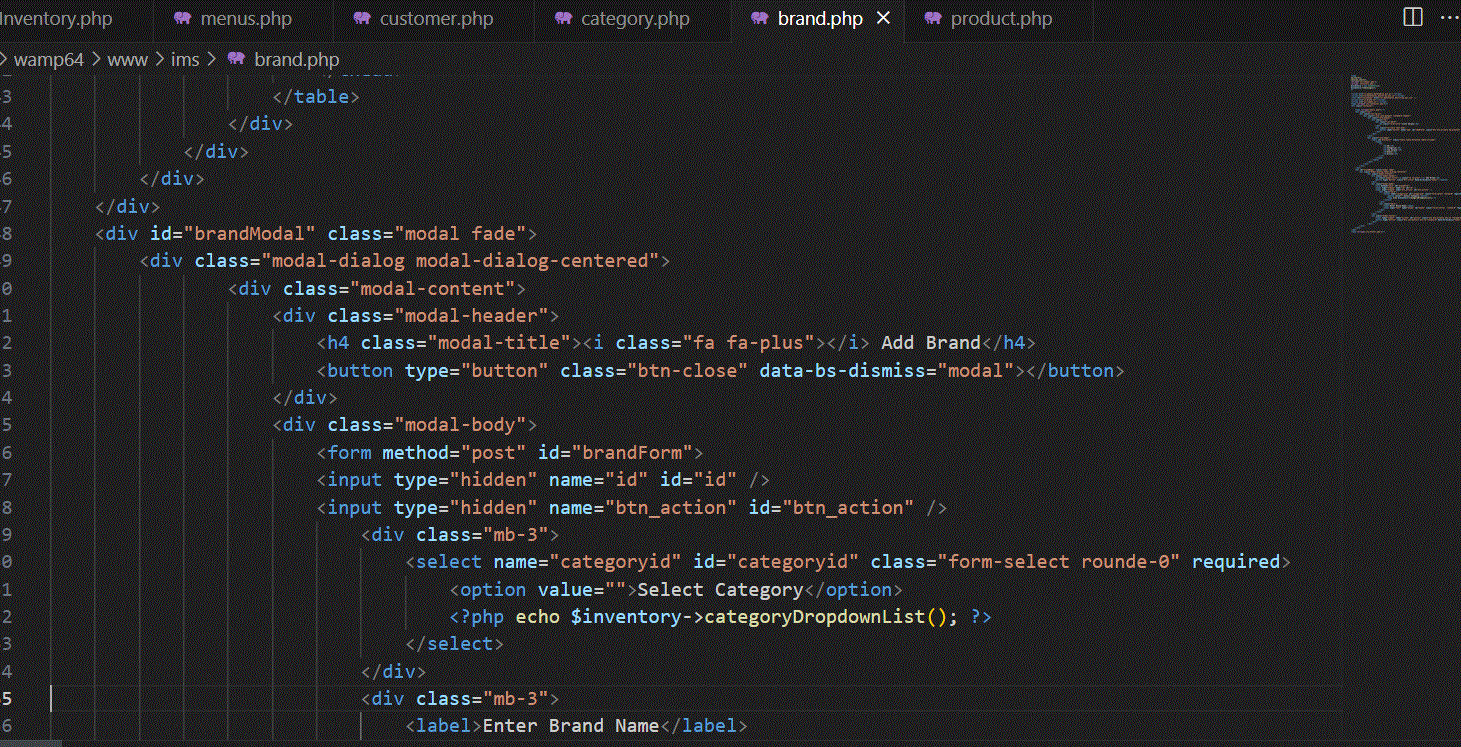 Inventory.php menus.php customer.php category.php brand.php product.php
wamp64 > www > ims > brand.php
3 </table>
4 </div>
5 </div>
6 </div>
7 </div>
8 <div id="brandModal" class="modal fade">
9 <div class="modal-dialog modal-dialog-centered">
0 <div class="modal-content">
1 <div class="modal-header">
2 <h4 class="modal-title"><i class="fa fa-plus"></i> Add Brand</h4>
3 <button type="button" class="btn-close" data-bs-dismiss="modal"></button>
4 </div>
5 <div class="modal-body">
6 <form method="post" id="brandForm">
7 <input type="hidden" name="id" id="id" />
8 <input type="hidden" name="btn_action" id="btn_action" />
9 <div class="mb-3">
0 <select name="categoryid" id="categoryid" class="form-select rounde-0" required>
1 <option value="">Select Category</option>
2 <?php echo $inventory->categoryDropdownList(); ?>
3 </select>
4 </div>
5 <div class="mb-3">
6 <label>Enter Brand Name</label>